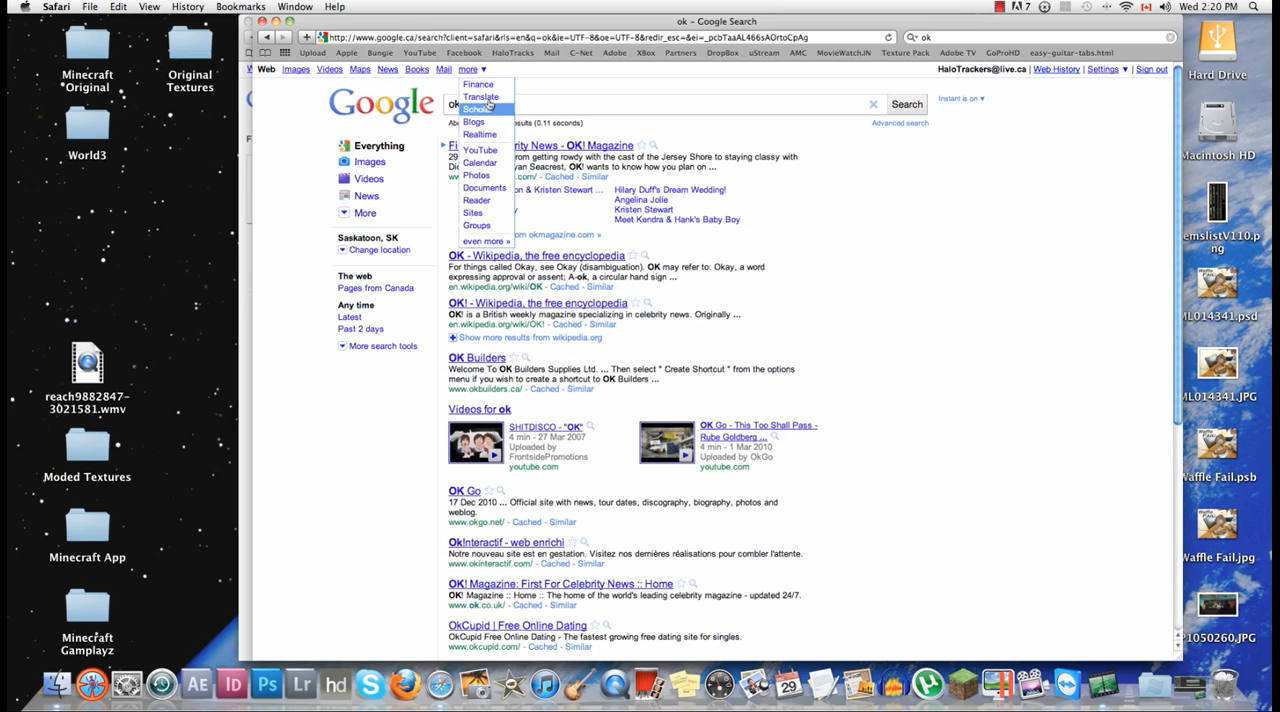 Safari File Edit View History Bookmarks Window Help
7 Wed 2:20 PM
ok - Google Search
http://www.google.ca/search?client=safari&rls=en&q=ok&ie=UTF-8&oe=UTF-8&redir_esc=&ei=_pcbTaaAL466sAOrtoCpAg
ok
Upload Apple Bungie YouTube Facebook HaloTracks Mail C-Net Adobe XBox Partners DropBox uStream AMC MovieWatch.IN Texture Pack Adobe TV GoProHD easy-guitar-tabs.html
Web Images Videos Maps News Books Mail more ▼
HaloTrackers@live.ca | Web History | Settings ▼ | Sign out
Finance
Translate
Blogs
Realtime
YouTube
Calendar
Photos
Documents
Reader
Sites
Groups
even more »
Google
ok
Search
Instant is on ▼
results (0.11 seconds)
Advanced search
Everything
Images
Videos
News
More
Saskatoon, SK
Change location
The web
Pages from Canada
Any time
Latest
Past 2 days
More search tools
News - OK! Magazine
from getting rowdy with the cast of the Jersey Shore to staying classy with
Seacrest, OK! wants to know how you plan on ...
.com/ - Cached - Similar
& Kristen Stewart ...
Hilary Duff's Dream Wedding!
Angelina Jolie
Kristen Stewart
Meet Kendra & Hank's Baby Boy
okmagazine.com »
OK - Wikipedia, the free encyclopedia
For things called Okay, see Okay (disambiguation). OK may refer to: Okay, a word
expressing approval or assent; A-ok, a circular hand sign ...
en.wikipedia.org/wiki/OK - Cached - Similar
OK! - Wikipedia, the free encyclopedia
OK! is a British weekly magazine specializing in celebrity news. Originally ...
en.wikipedia.org/wiki/OK! - Cached - Similar
Show more results from wikipedia.org
OK Builders
Welcome To OK Builders Supplies Ltd. ... Then select " Create Shortcut " from the options
menu if you wish to create a shortcut to OK Builders ...
www.okbuilders.ca/ - Cached - Similar
Videos for ok
SHITDISCO - "OK"
4 min - 27 Mar 2007
Uploaded by
FrontsidePromotions
youtube.com
OK Go - This Too Shall Pass -
Rube Goldberg ...
4 min - 1 Mar 2010
Uploaded by OkGo
youtube.com
OK Go
17 Dec 2010 ... Official site with news, tour dates, discography, biography, photos and
weblog.
www.okgo.net/ - Cached - Similar
Ok!nteractif - web enrichi
Notre nouveau site est en gestation. Visitez nos dernières réalisations pour combler l'attente.
www.okinteractif.com/ - Cached - Similar
OK! Magazine: First For Celebrity News :: Home
OK! Magazine :: Home :: The home of the world's leading celebrity magazine - updated 24/7.
www.ok.co.uk/ - Cached - Similar
OkCupid | Free Online Dating
OkCupid Free Online Dating - The fastest growing free dating site for singles.
www.okcupid.com/ - Cached - Similar
Minecraft
Original
Original
Textures
World3
reach9882847-
3021581.wmv
Moded Textures
Minecraft App
Minecraft
Gamplayz
Hard Drive
Macintosh HD
emslistV110.p
ng
ML014341.psd
ML014341.JPG
Waffle Fail.psb
Waffle Fail.jpg
P1050260.JPG
AE ID Ps Lr hd
29